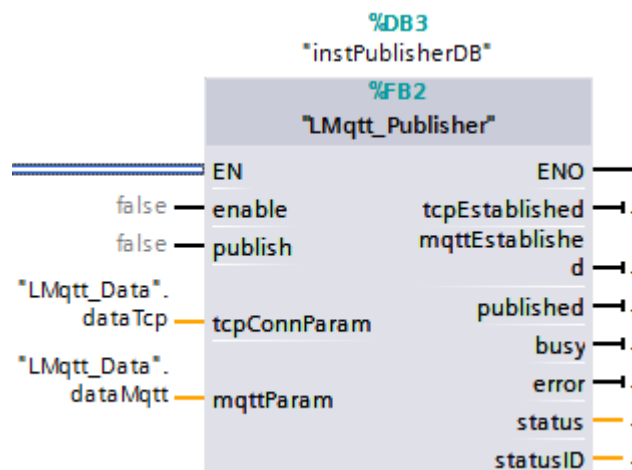 %DB3
"instPublisherDB"
%FB2
"LMqtt_Publisher"
EN ENO
false enable tcpEstablished
false publish mqttEstablishe
d
"LMqtt_Data".
dataTcp tcpConnParam published
busy
"LMqtt_Data".
dataMqtt mqttParam error
status
statusID